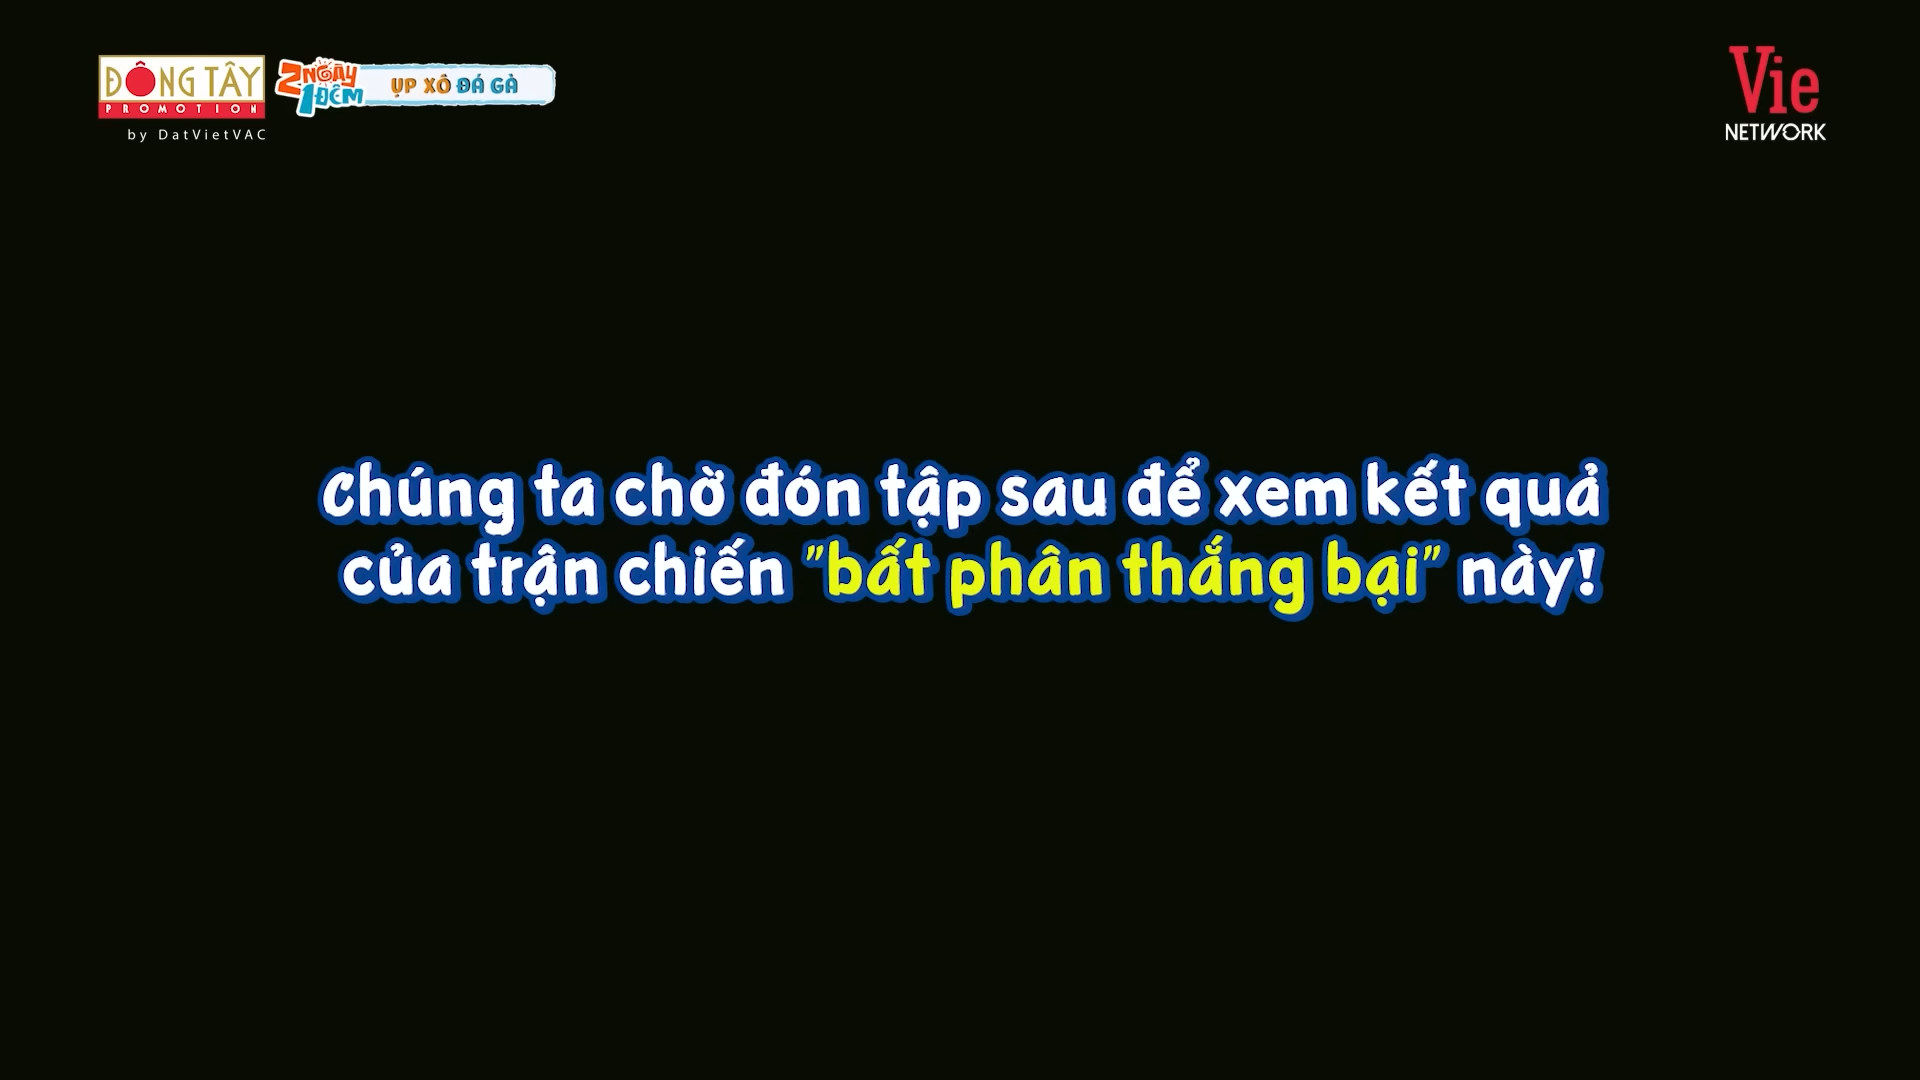 ĐÔNG TÂY
PROMOTION
by DatVietVAC
2 NGÀY
1 ĐÊM
ỤP XÔ ĐÁ GÀ
Vie
NETWORK
Chúng ta chờ đón tập sau để xem kết quả
của trận chiến "bất phân thắng bại" này!